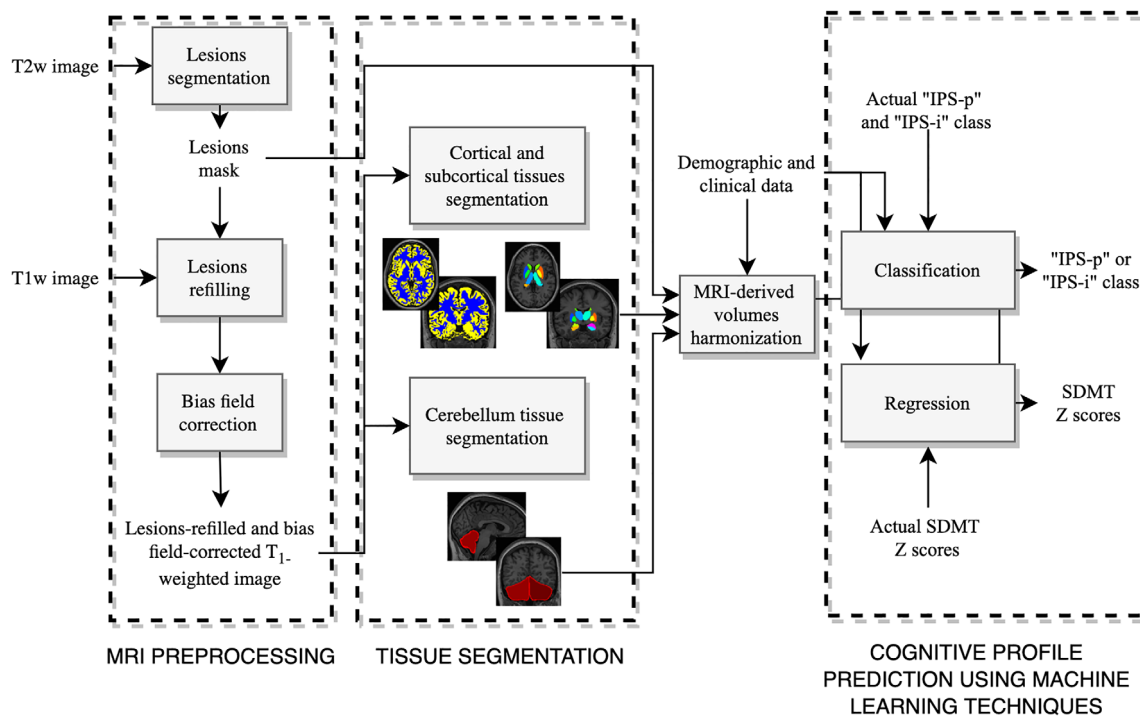 T2w image
Lesions
segmentation
Lesions
mask
T1w image
Lesions
refilling
Bias field
correction
Lesions-refilled and bias
field-corrected T1-
weighted image
MRI PREPROCESSING
Cortical and
subcortical tissues
segmentation
Cerebellum tissue
segmentation
TISSUE SEGMENTATION
Demographic and
clinical data
MRI-derived
volumes
harmonization
Actual "IPS-p"
and "IPS-i" class
Classification
"IPS-p" or
"IPS-i" class
Regression
SDMT
Z scores
Actual SDMT
Z scores
COGNITIVE PROFILE
PREDICTION USING MACHINE
LEARNING TECHNIQUES